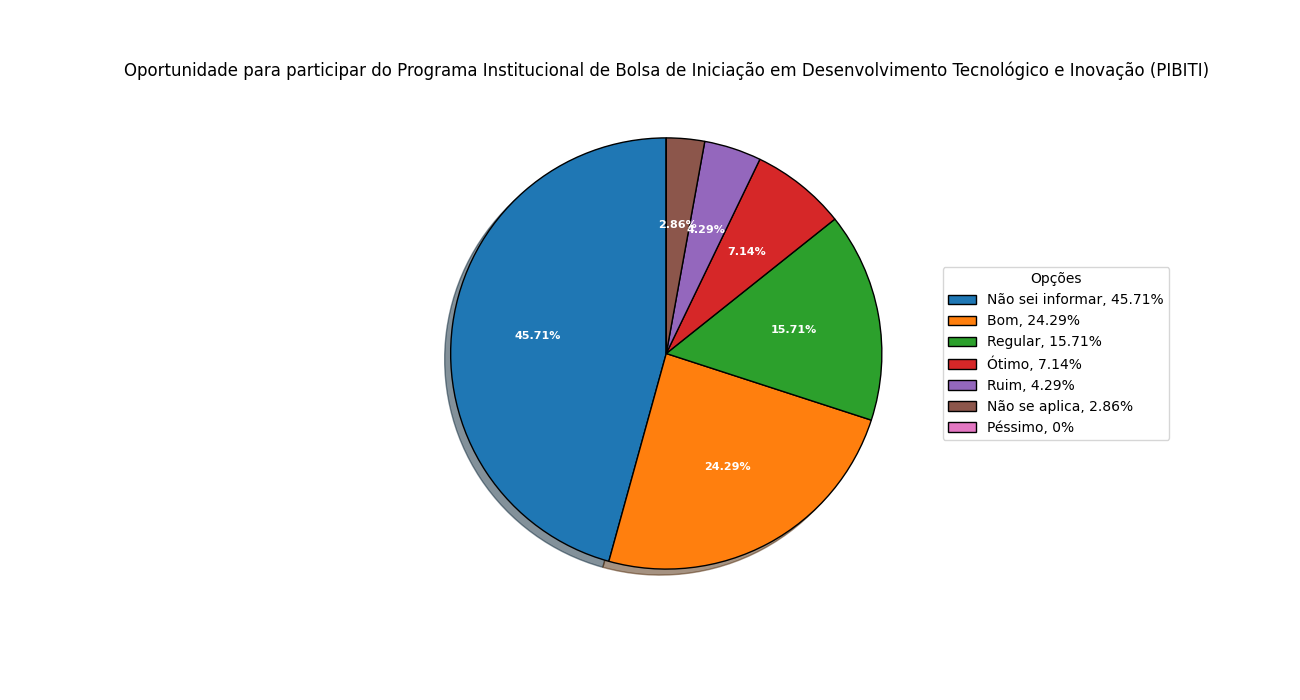 Oportunidade para participar do Programa Institucional de Bolsa de Iniciação em Desenvolvimento Tecnológico e Inovação (PIBITI)
2.86%
4.29%
7.14%
15.71%
45.71%
24.29%
Opções
Não sei informar, 45.71%
Bom, 24.29%
Regular, 15.71%
Ótimo, 7.14%
Ruim, 4.29%
Não se aplica, 2.86%
Péssimo, 0%